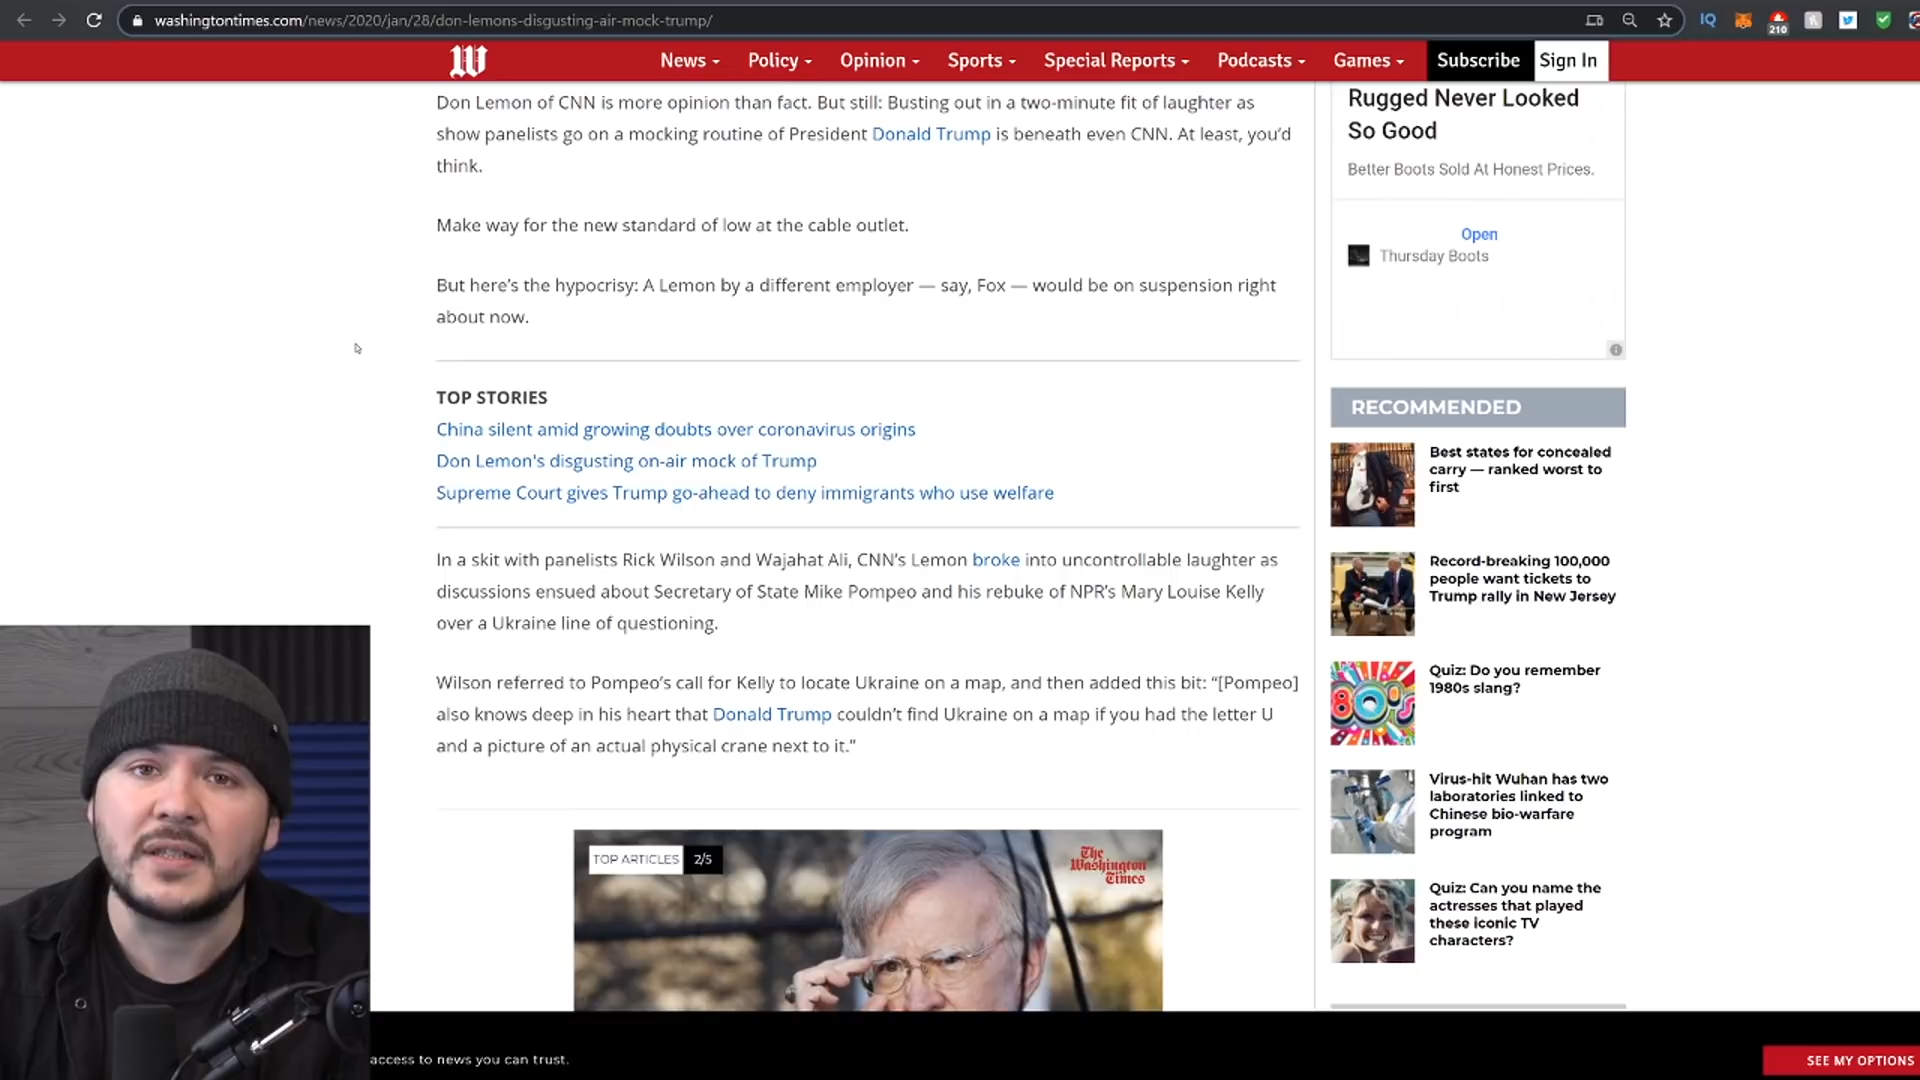 washingtontimes.com/news/2020/jan/28/don-lemons-disgusting-air-mock-trump/
IQ
210
W
News
Policy
Opinion
Sports
Special Reports
Podcasts
Games
Subscribe
Sign In
Don Lemon of CNN is more opinion than fact. But still: Busting out in a two-minute fit of laughter as
show panelists go on a mocking routine of President Donald Trump is beneath even CNN. At least, you’d
think.
Make way for the new standard of low at the cable outlet.
But here’s the hypocrisy: A Lemon by a different employer — say, Fox — would be on suspension right
about now.
TOP STORIES
China silent amid growing doubts over coronavirus origins
Don Lemon's disgusting on-air mock of Trump
Supreme Court gives Trump go-ahead to deny immigrants who use welfare
In a skit with panelists Rick Wilson and Wajahat Ali, CNN’s Lemon broke into uncontrollable laughter as
discussions ensued about Secretary of State Mike Pompeo and his rebuke of NPR’s Mary Louise Kelly
over a Ukraine line of questioning.
Wilson referred to Pompeo’s call for Kelly to locate Ukraine on a map, and then added this bit: “[Pompeo]
also knows deep in his heart that Donald Trump couldn’t find Ukraine on a map if you had the letter U
and a picture of an actual physical crane next to it.”
TOP ARTICLES 2/5
The
Washington
Times
Rugged Never Looked
So Good
Better Boots Sold At Honest Prices.
Open
Thursday Boots
RECOMMENDED
Best states for concealed
carry — ranked worst to
first
Record-breaking 100,000
people want tickets to
Trump rally in New Jersey
Quiz: Do you remember
1980s slang?
80's
Virus-hit Wuhan has two
laboratories linked to
Chinese bio-warfare
program
Quiz: Can you name the
actresses that played
these iconic TV
characters?
access to news you can trust.
SEE MY OPTIONS